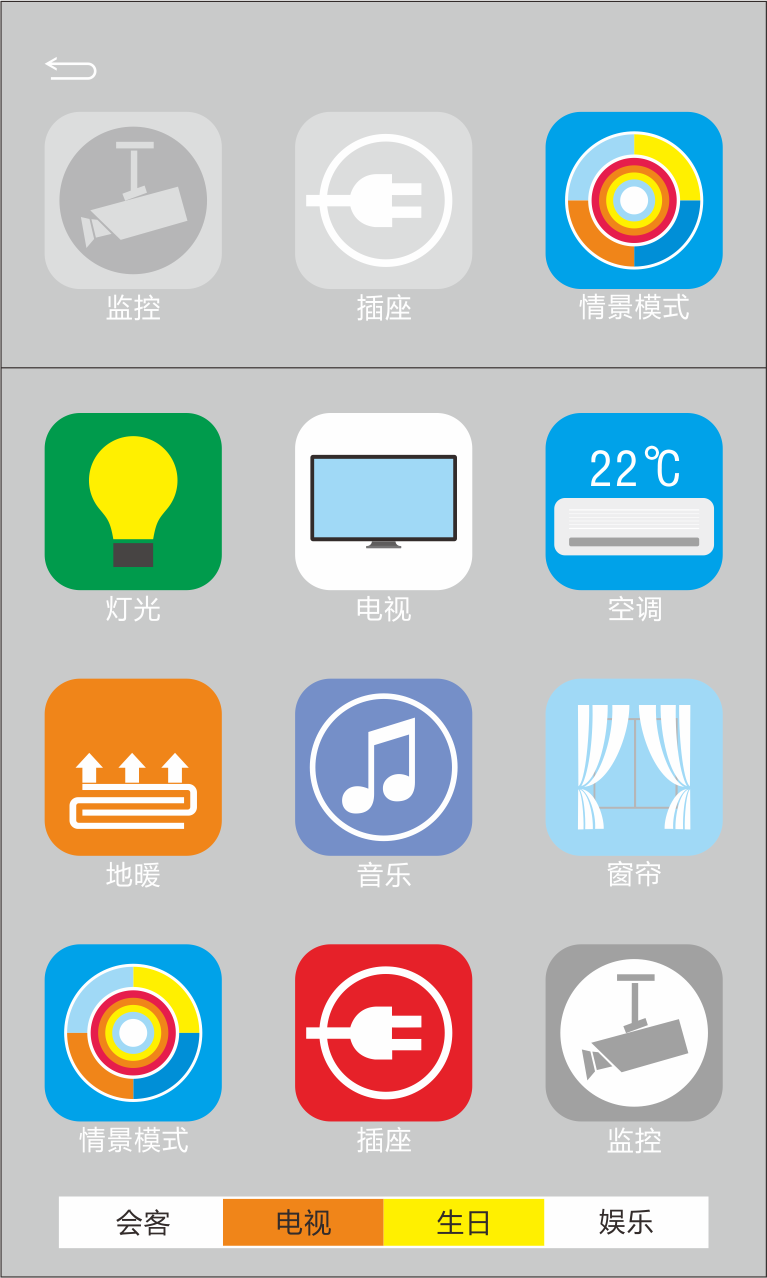 监控 插座 情景模式
22℃
灯光 电视 空调
地暖 音乐 窗帘
情景模式 插座 监控
会客 电视 生日 娱乐